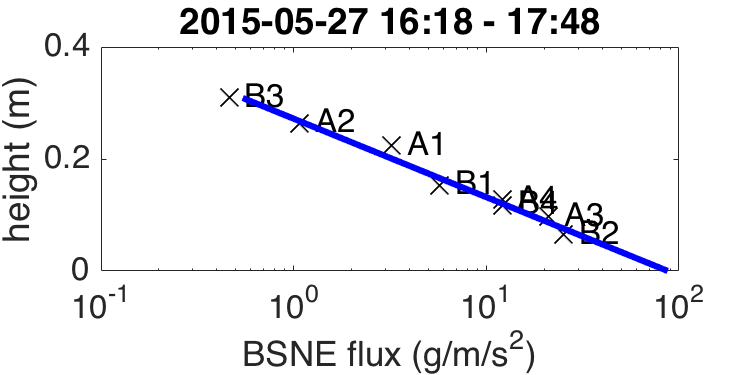 2015-05-27 16:18 - 17:48
0.4
0.2
0
height (m)
B3
A2
A1
B1
A4
B4
A3
B2
10^-1
10^0
10^1
10^2
BSNE flux (g/m/s^2)